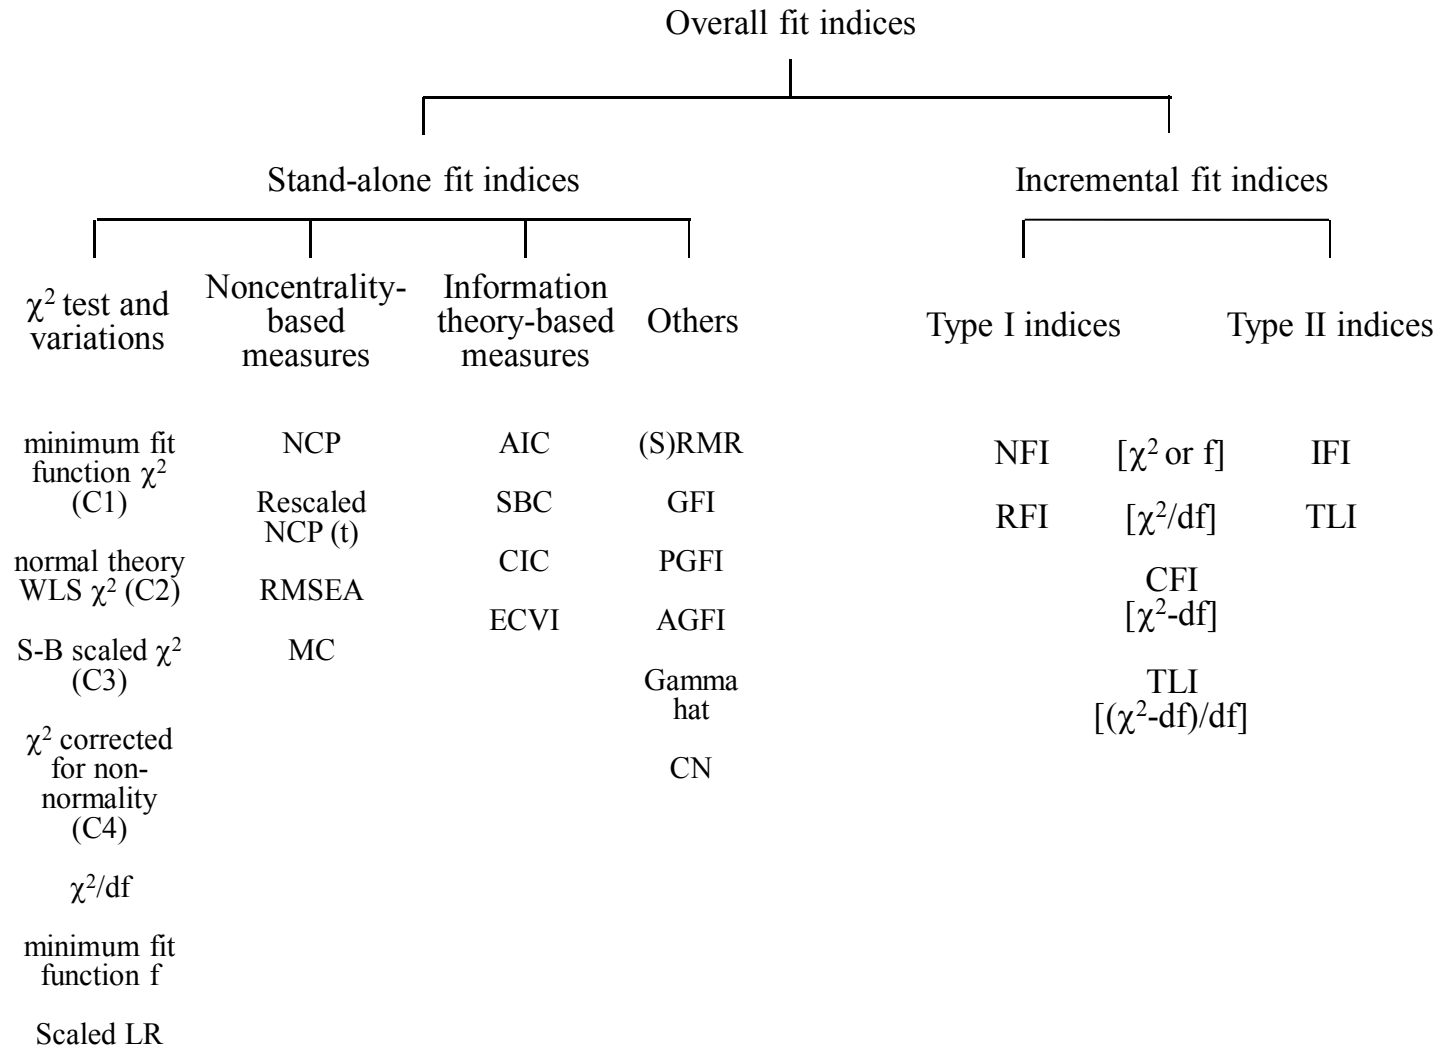 Overall fit indices
Stand-alone fit indices
Incremental fit indices
χ² test and
variations
Noncentrality-
based
measures
Information
theory-based
measures
Others
Type I indices
Type II indices
minimum fit
function χ²
(C1)
normal theory
WLS χ² (C2)
S-B scaled χ²
(C3)
χ² corrected
for non-
normality
(C4)
χ²/df
minimum fit
function f
Scaled LR
NCP
Rescaled
NCP (t)
RMSEA
MC
AIC
SBC
CIC
ECVI
(S)RMR
GFI
PGFI
AGFI
Gamma
hat
CN
NFI [χ² or f] IFI
RFI [χ²/df] TLI
CFI
[χ²-df]
TLI
[(χ²-df)/df]